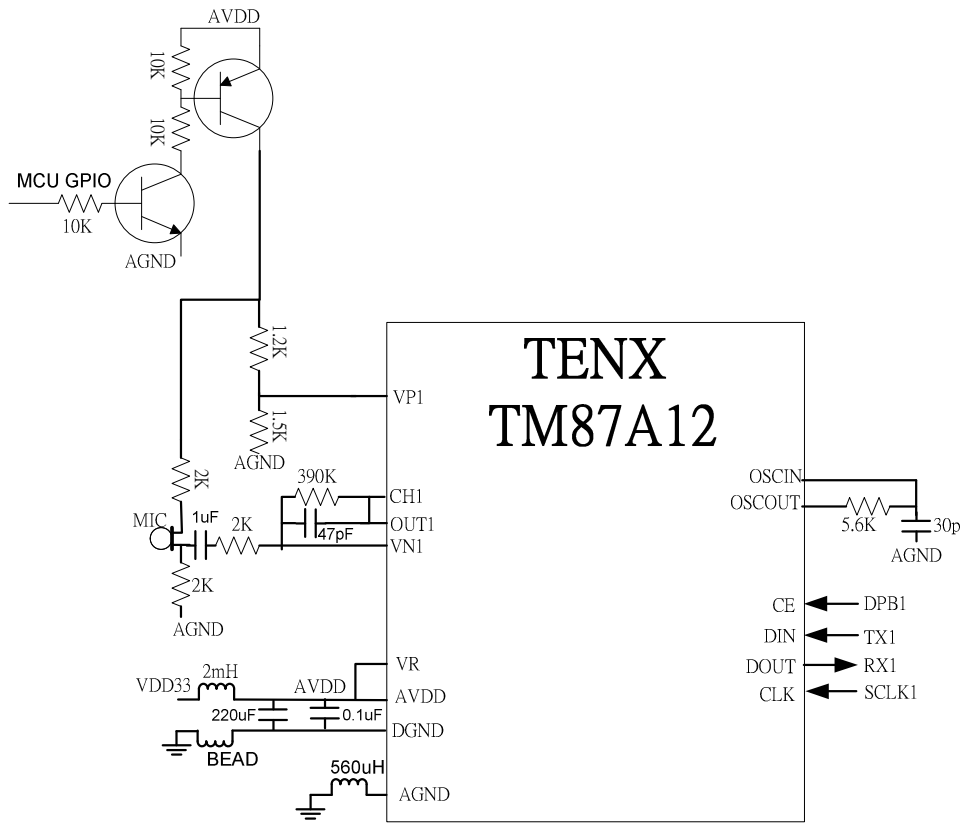 AVDD
10K
10K
MCU GPIO
10K
AGND
1.2K
1.5K
AGND
TENX
TM87A12
VP1
2K
390K
CH1
OUT1
VN1
MIC
1uF
2K
47pF
2K
AGND
OSCIN
OSCOUT
5.6K
30p
AGND
CE
DPB1
DIN
TX1
DOUT
RX1
CLK
SCLK1
VR
VDD33
2mH
AVDD
AVDD
220uF
0.1uF
DGND
BEAD
560uH
AGND